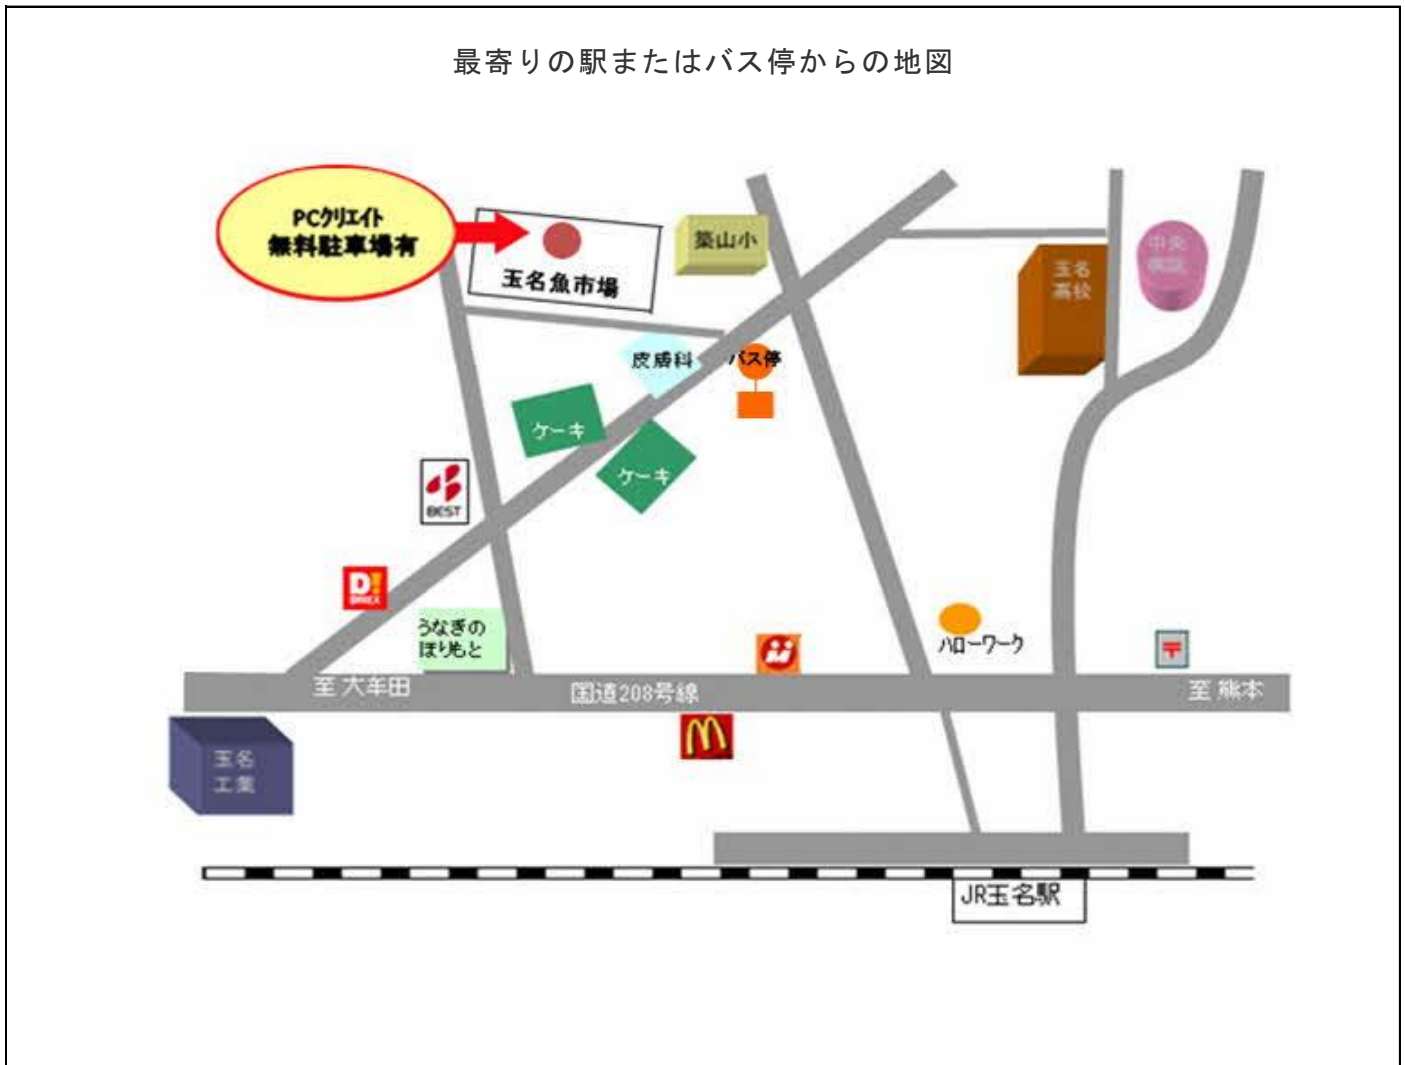 最寄りの駅またはバス停からの地図
PCクリエイト
無料駐車場有
玉名魚市場
築山小
玉名
高校
中央
病院
皮膚科
バス停
ケーキ
ケーキ
BEST
D!
うなぎの
ほりもと
ハローワーク
〒
至 大牟田
国道208号線
至 熊本
M
玉名
工業
JR玉名駅